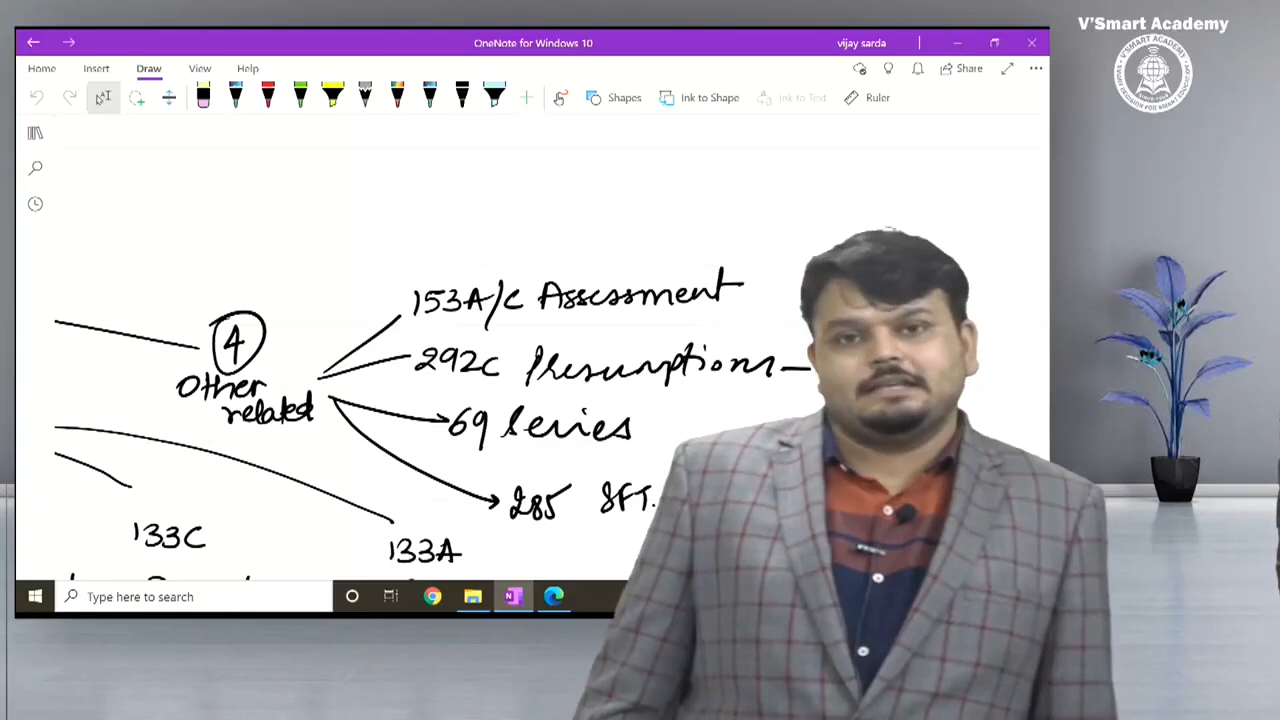 V'Smart Academy
OneNote for Windows 10
vijay sarda
Home Insert Draw View Help
Share
Shapes
Ink to Shape
Ink to Text
Ruler
153A/C Assessment
4
292C Presumptions
Other
related
69 Series
285 SFT.
133C
133A
Type here to search